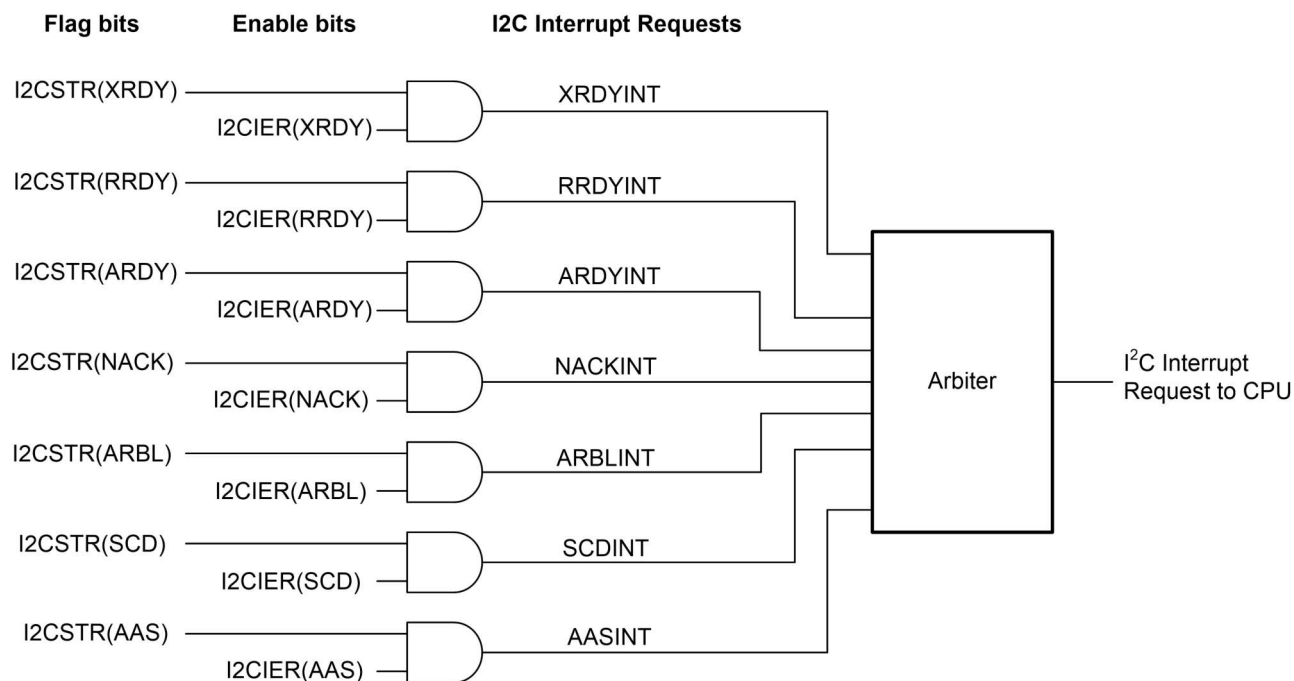 Flag bits Enable bits I2C Interrupt Requests
I2CSTR(XRDY)
I2CIER(XRDY)
XRDYINT
I2CSTR(RRDY)
I2CIER(RRDY)
RRDYINT
I2CSTR(ARDY)
I2CIER(ARDY)
ARDYINT
I2CSTR(NACK)
I2CIER(NACK)
NACKINT
I2CSTR(ARBL)
I2CIER(ARBL)
ARBLINT
I2CSTR(SCD)
I2CIER(SCD)
SCDINT
I2CSTR(AAS)
I2CIER(AAS)
AASINT
Arbiter
I²C Interrupt
Request to CPU